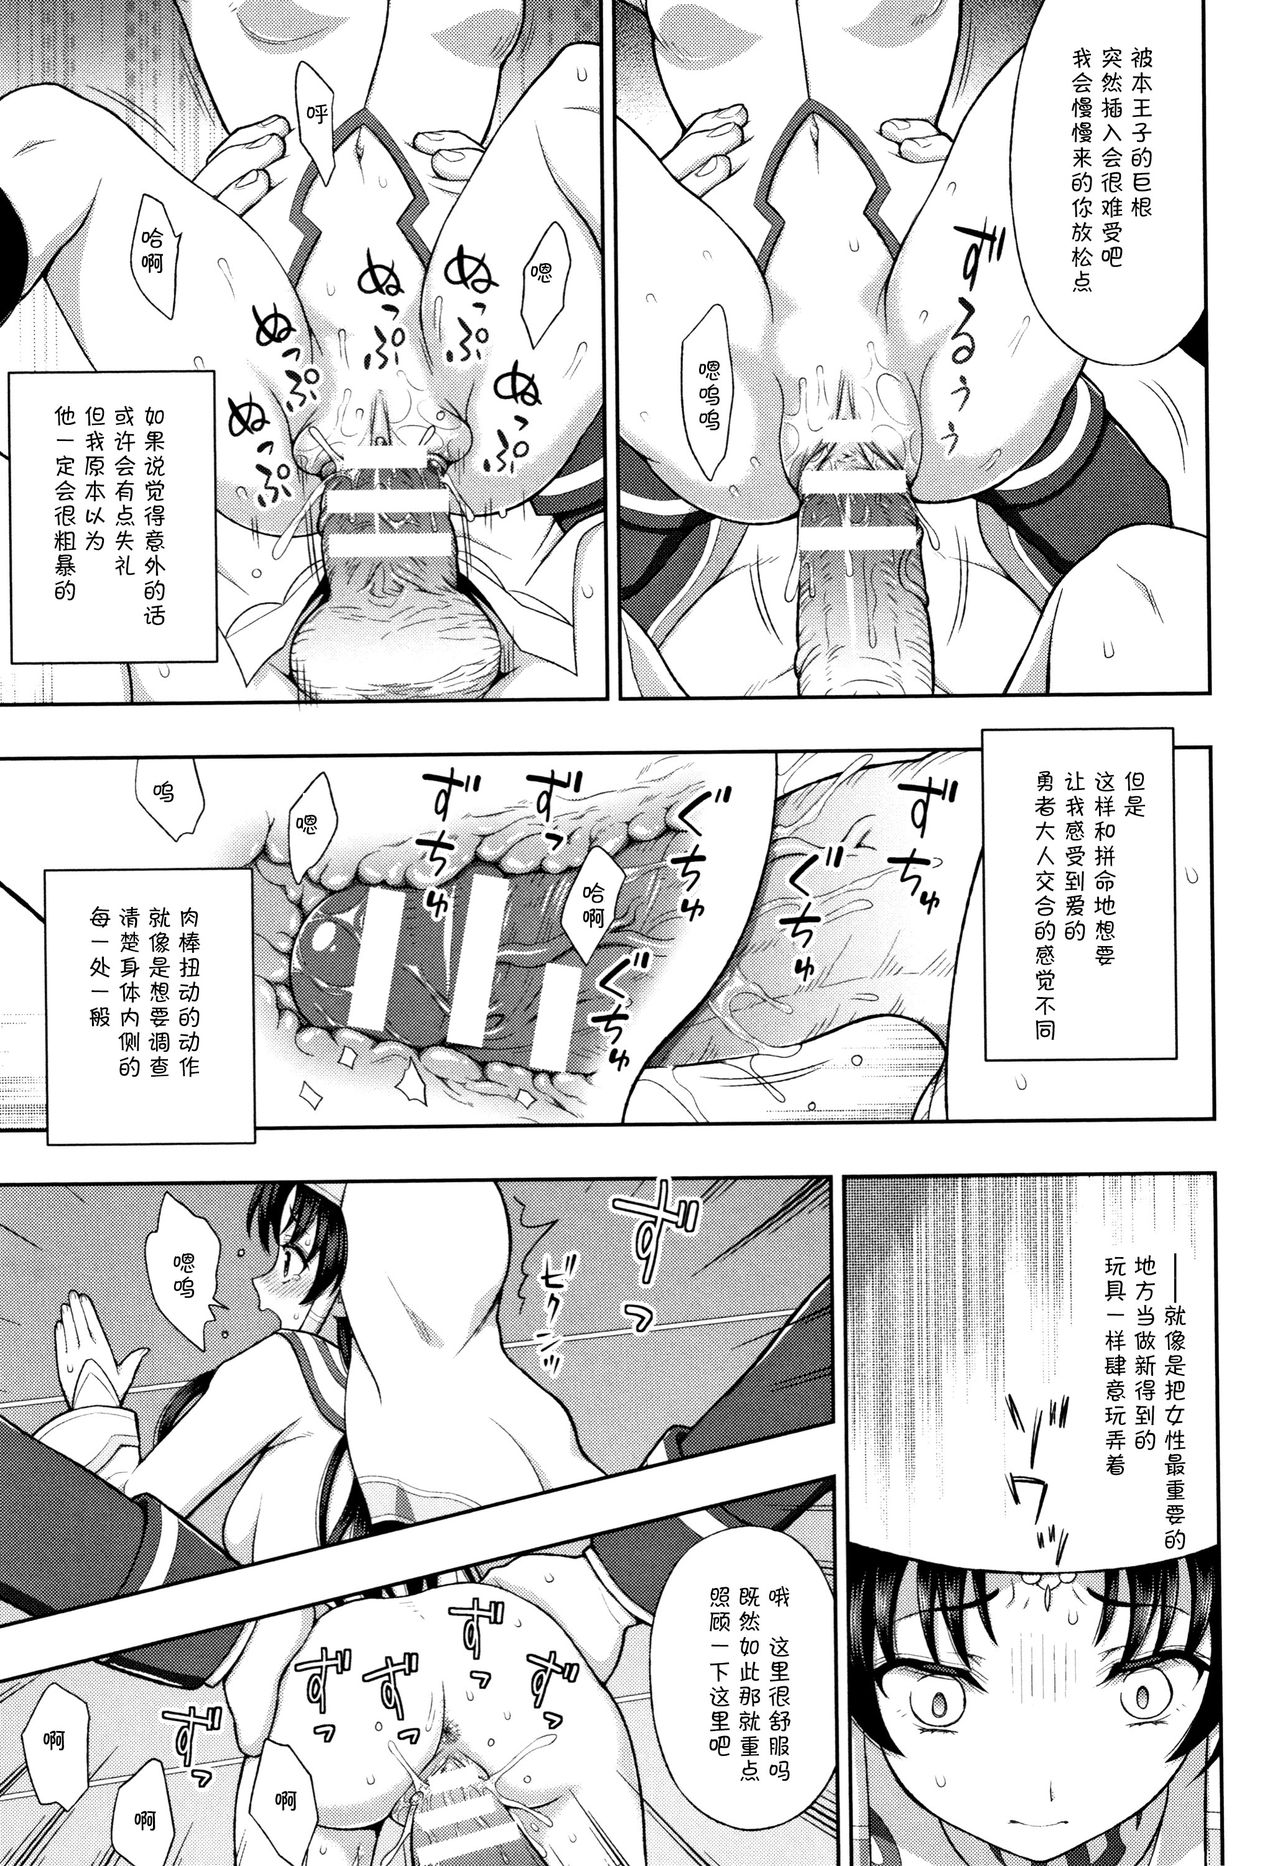 被本王子的巨根
突然插入会很难受吧
我会慢慢来的你放松点
ずるぅぅ
嗯呜呜
呼
哈啊
嗯
ぬっぷ
ぬっぷ
ぬっぷ
ぬっぷ
ぬっぷ
如果说觉得意外的话
或许会有点失礼
但我原本以为
他一定会很粗暴的
但是
这样和拼命地想要
让我感受到爱的
勇者大人交合的感觉不同
ずっ
ずっ
ぐちゅ
ぐちゅ
ぐちゅ
ぐちゅ
哈啊
嗯
呜
肉棒扭动的动作
就像是想要调查
清楚身体内侧的
每一处一般
——就像是把女性最重要的
地方当做新得到的
玩具一样肆意玩弄着
ゾワ
ずっ
ビクンッ
嗯呜
哦 这里很舒服吗
既然如此那就重点
照顾一下这里吧
ずっ
ずっ
ずっ
ずっ
ずっ
ずっ
啊
啊
啊